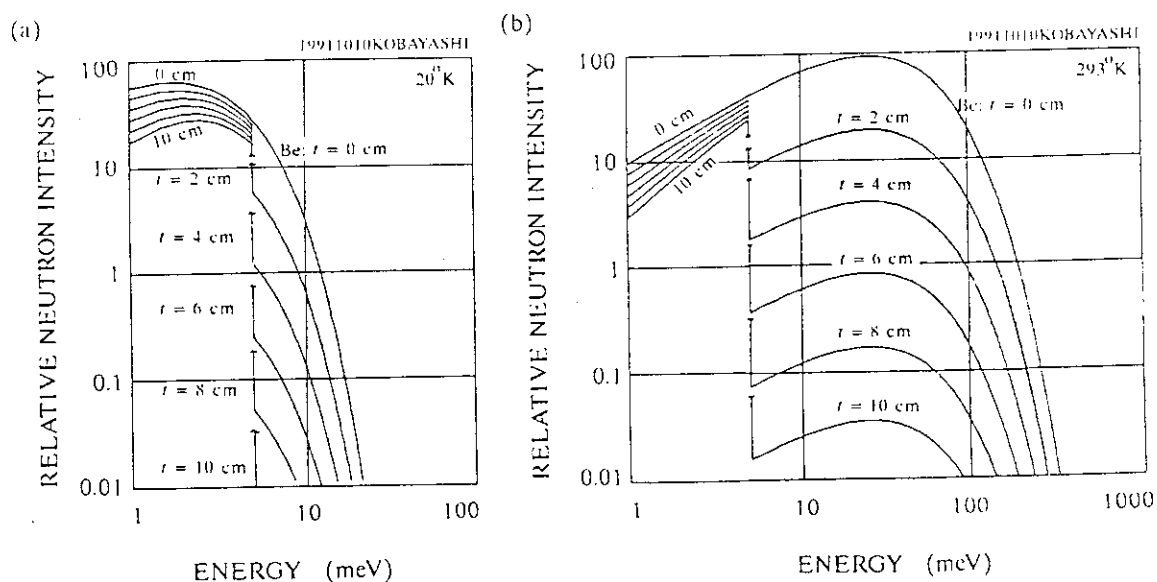 (a)
19911010KOBAYASHI
20°K
100
10
1
0.1
0.01
RELATIVE NEUTRON INTENSITY
0 cm
10 cm
Be: t = 0 cm
t = 2 cm
t = 4 cm
t = 6 cm
t = 8 cm
t = 10 cm
1
10
100
ENERGY (meV)
(b)
19911010KOBAYASHI
293°K
100
10
1
0.1
0.01
RELATIVE NEUTRON INTENSITY
0 cm
10 cm
Be: t = 0 cm
t = 2 cm
t = 4 cm
t = 6 cm
t = 8 cm
t = 10 cm
1
10
100
1000
ENERGY (meV)